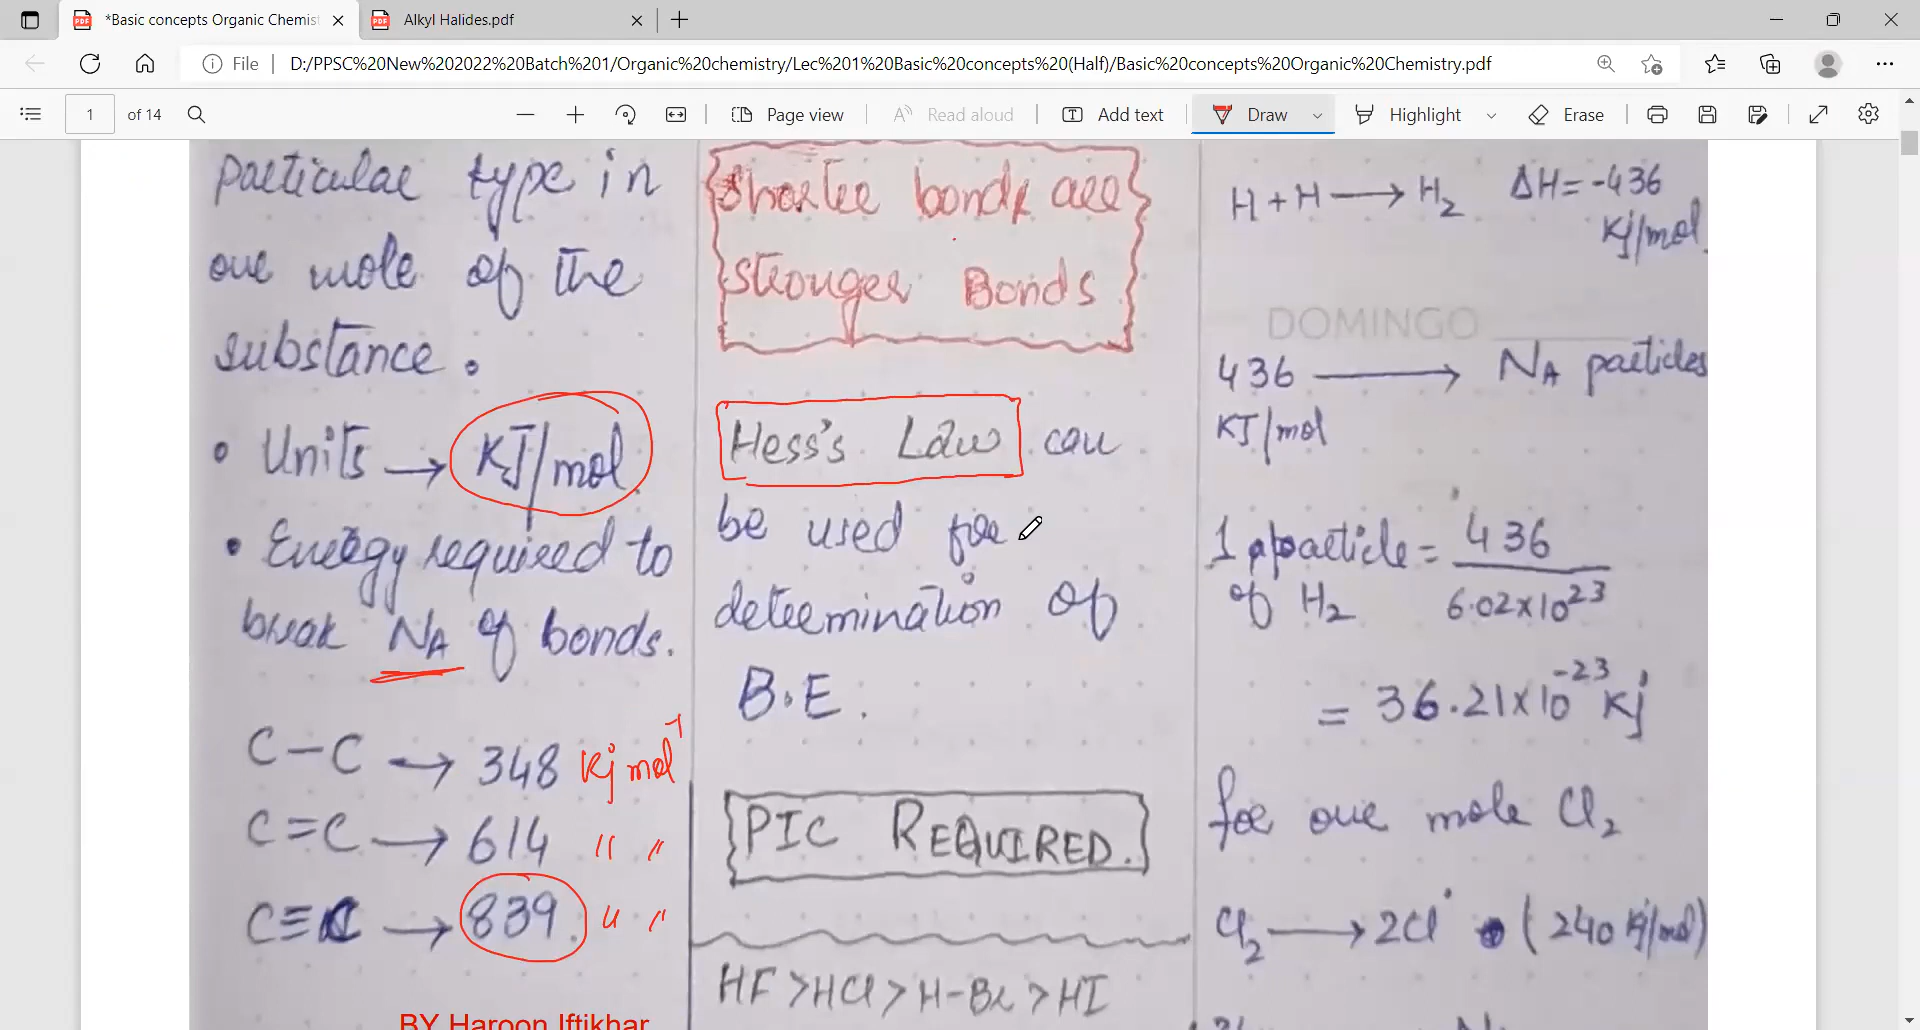 *Basic concepts Organic Chemist
Alkyl Halides.pdf
File
D:/PPSC%20New%202022%20Batch%201/Organic%20chemistry/Lec%201%20Basic%20concepts%20(Half)/Basic%20concepts%20Organic%20Chemistry.pdf
1 of 14
Page view
Read aloud
Add text
Draw
Highlight
Erase
Particular type in
one mole of the
substance.
• Units → KJ/mol.
• Energy required to
break NA of bonds.
C–C → 348 Kj mol⁻¹
C=C → 614 " "
C≡C → 839. " "
BY Haroon Iftikhar
Shorter bonds are
stronger Bonds
Hess's Law can
be used for
determination of
B.E.
PIC REQUIRED.
HF > HCl > H-Br > HI
H + H → H₂ ΔH = -436
Kj/mol.
DOMINGO
436 → NA particles
KJ/mol
1 particle = 436
of H₂ 6.02×10²³
= 36.21×10⁻²³ Kj
for one mole Cl₂
Cl₂ → 2Cl˙ (240 Kj/mol)